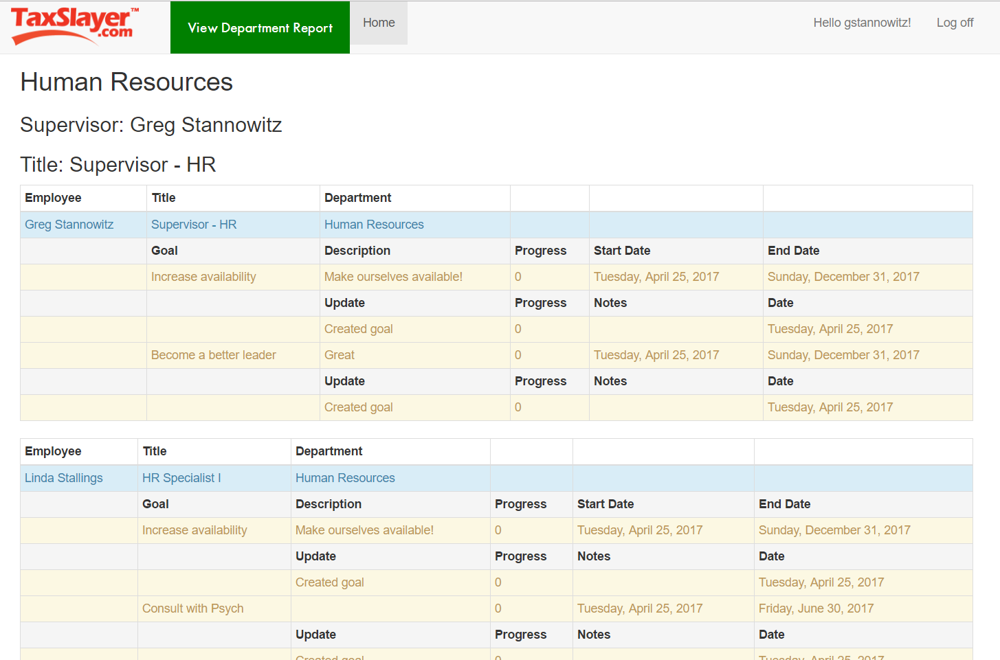 TaxSlayer™
.com
View Department Report
Home
Hello gstannowitz!
Log off
Human Resources
Supervisor: Greg Stannowitz
Title: Supervisor - HR
Employee Title Department
Greg Stannowitz Supervisor - HR Human Resources
Goal Description Progress Start Date End Date
Increase availability Make ourselves available! 0 Tuesday, April 25, 2017 Sunday, December 31, 2017
Update Progress Notes Date
Created goal 0 Tuesday, April 25, 2017
Become a better leader Great 0 Tuesday, April 25, 2017 Sunday, December 31, 2017
Update Progress Notes Date
Created goal 0 Tuesday, April 25, 2017
Employee Title Department
Linda Stallings HR Specialist I Human Resources
Goal Description Progress Start Date End Date
Increase availability Make ourselves available! 0 Tuesday, April 25, 2017 Sunday, December 31, 2017
Update Progress Notes Date
Created goal 0 Tuesday, April 25, 2017
Consult with Psych 0 Tuesday, April 25, 2017 Friday, June 30, 2017
Update Progress Notes Date
Created goal 0 Tuesday, April 25, 2017